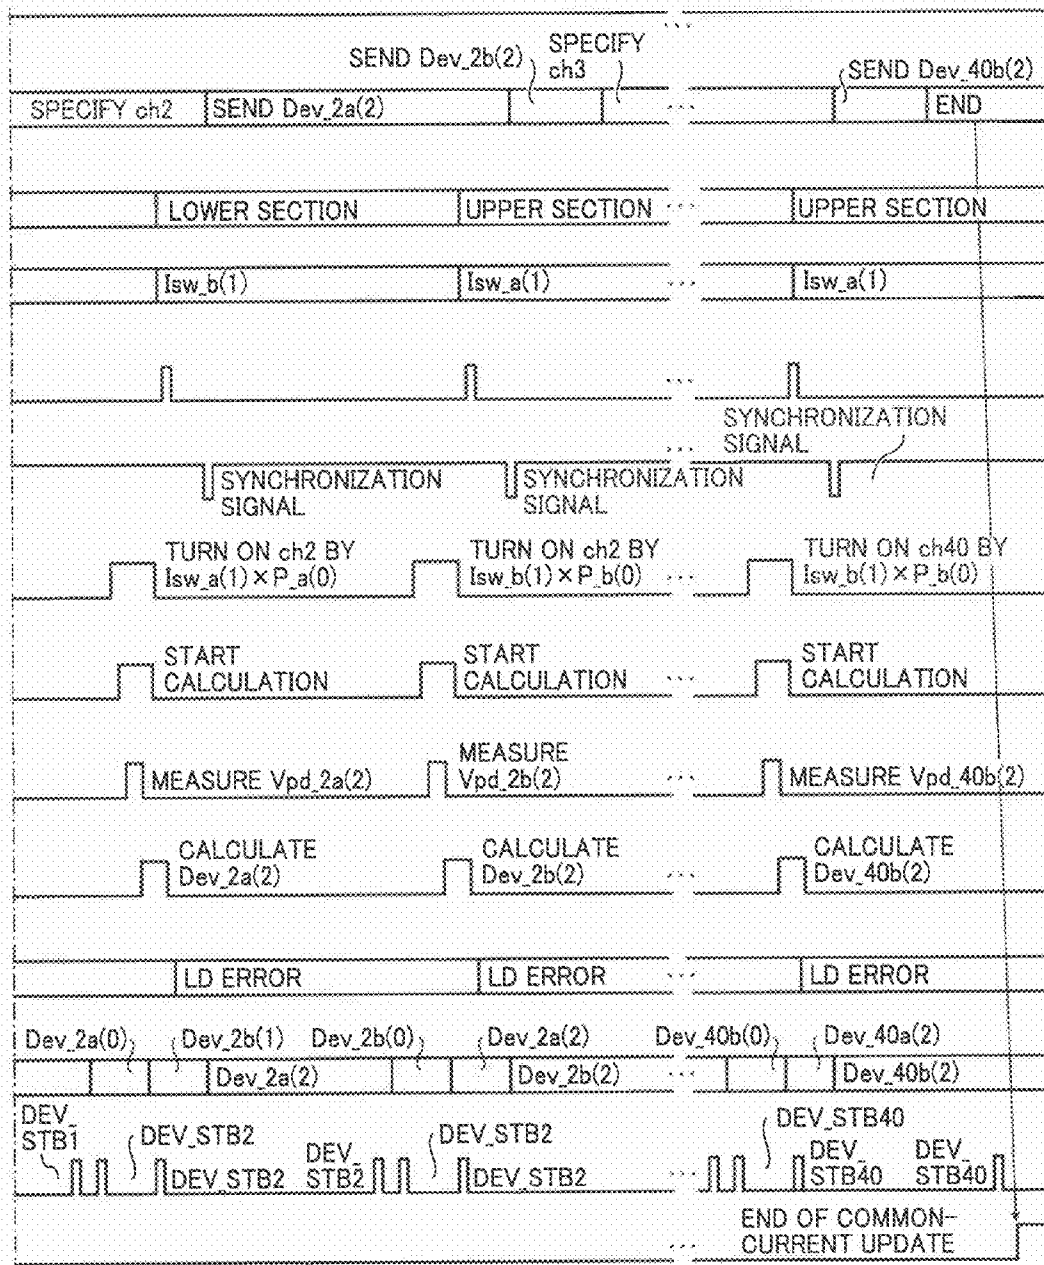 SEND Dev_2b(2)
SPECIFY
ch3
SEND Dev_40b(2)
SPECIFY ch2
SEND Dev_2a(2)
END
LOWER SECTION
UPPER SECTION
UPPER SECTION
Isw_b(1)
Isw_a(1)
Isw_a(1)
SYNCHRONIZATION
SIGNAL
SYNCHRONIZATION
SIGNAL
SYNCHRONIZATION
SIGNAL
TURN ON ch2 BY
Isw_a(1)×P_a(0)
TURN ON ch2 BY
Isw_b(1)×P_b(0)
TURN ON ch40 BY
Isw_b(1)×P_b(0)
START
CALCULATION
START
CALCULATION
START
CALCULATION
MEASURE Vpd_2a(2)
MEASURE
Vpd_2b(2)
MEASURE Vpd_40b(2)
CALCULATE
Dev_2a(2)
CALCULATE
Dev_2b(2)
CALCULATE
Dev_40b(2)
LD ERROR
LD ERROR
LD ERROR
Dev_2a(0)
Dev_2b(1)
Dev_2b(0)
Dev_2a(2)
Dev_40b(0)
Dev_40a(2)
Dev_2a(2)
Dev_2b(2)
Dev_40b(2)
DEV_
STB1
DEV_STB2
DEV_STB2
DEV_
STB2
DEV_STB2
DEV_STB2
DEV_STB40
DEV_
STB40
DEV_
STB40
END OF COMMON-
CURRENT UPDATE